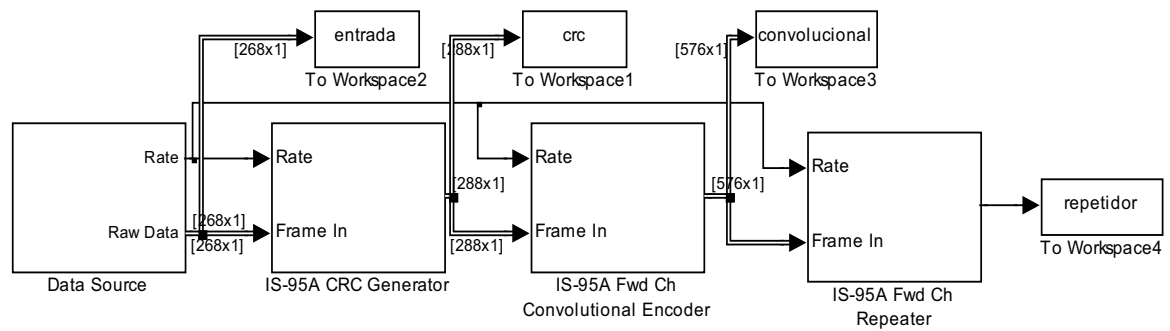 entrada
[268x1]
To Workspace2
crc
[288x1]
To Workspace1
convolucional
[576x1]
To Workspace3
Rate
Raw Data
[268x1]
[268x1]
Data Source
Rate
Frame In
IS-95A CRC Generator
[288x1]
[288x1]
Rate
Frame In
IS-95A Fwd Ch
Convolutional Encoder
[576x1]
Rate
Frame In
IS-95A Fwd Ch
Repeater
repetidor
To Workspace4